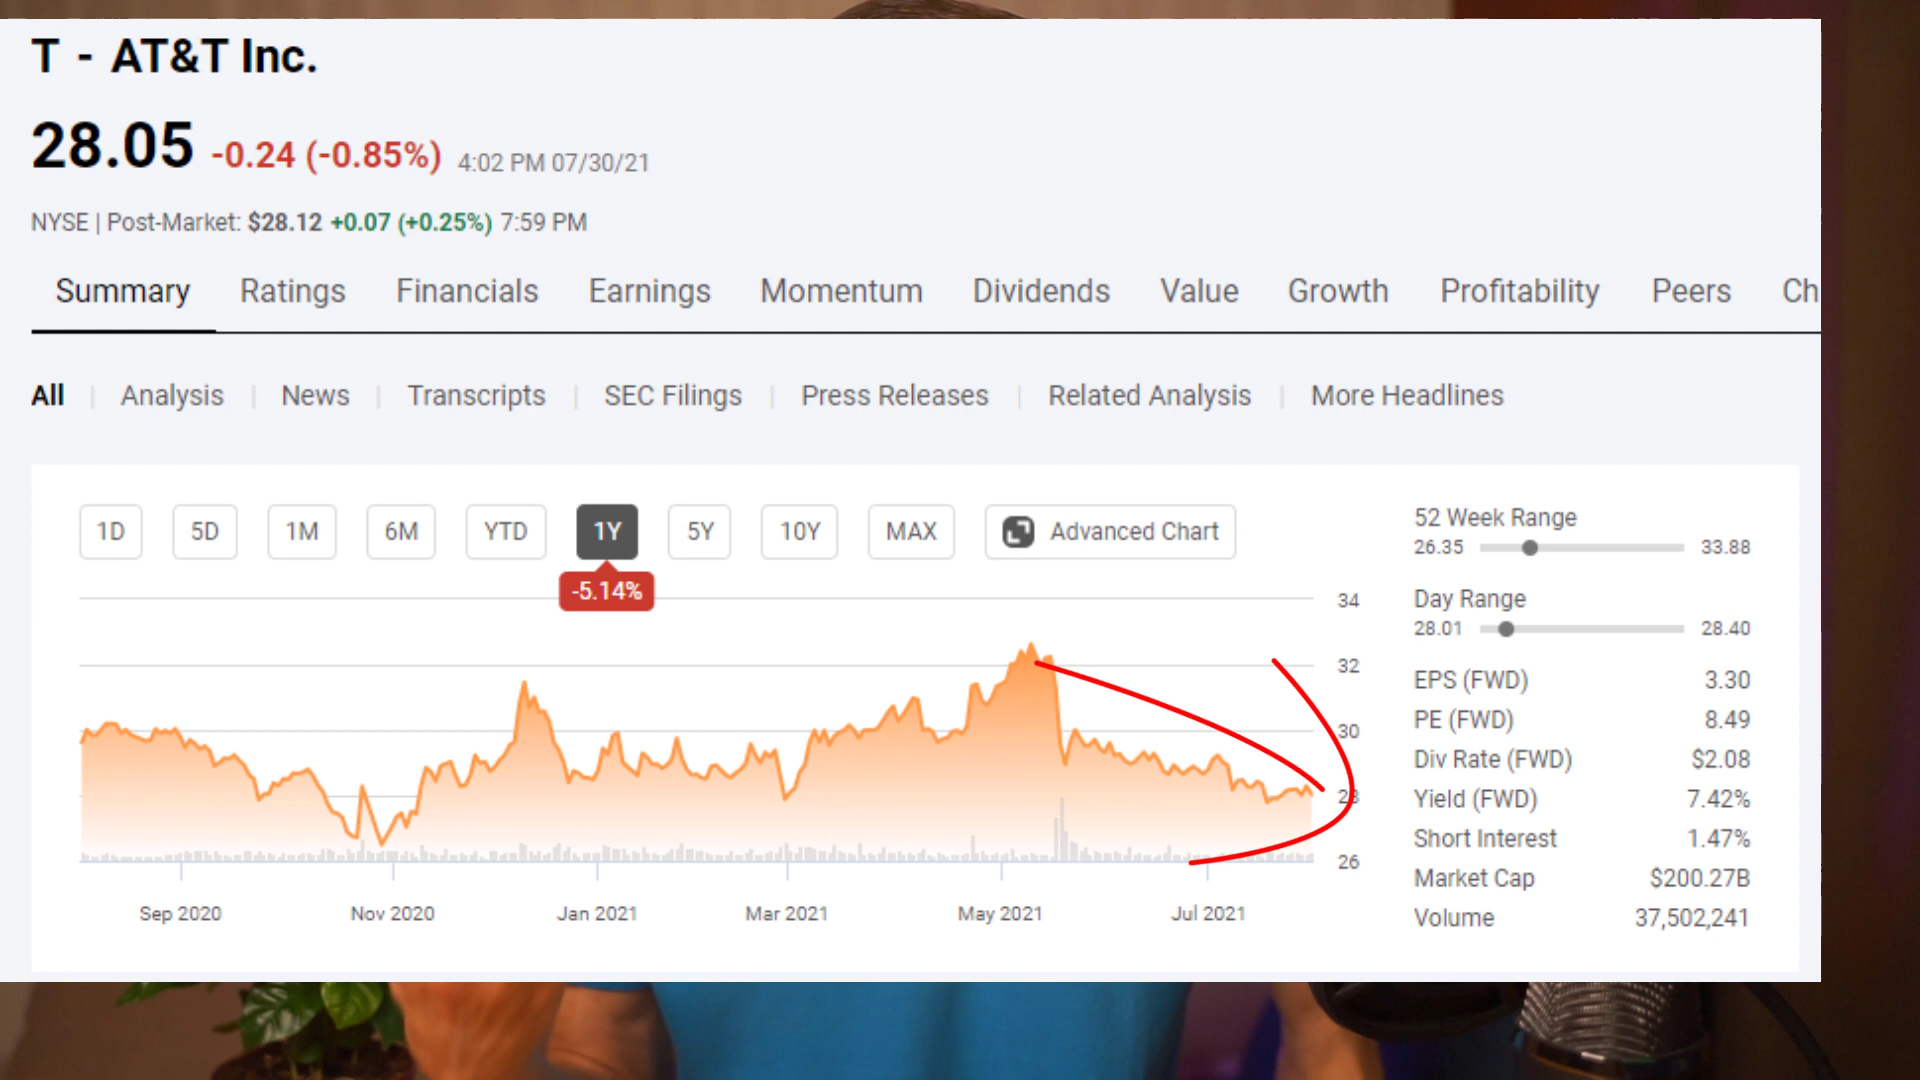 T - AT&T Inc.
28.05 -0.24 (-0.85%) 4:02 PM 07/30/21
NYSE | Post-Market: $28.12 +0.07 (+0.25%) 7:59 PM
Summary Ratings Financials Earnings Momentum Dividends Value Growth Profitability Peers Ch
All | Analysis | News | Transcripts | SEC Filings | Press Releases | Related Analysis | More Headlines
1D 5D 1M 6M YTD 1Y 5Y 10Y MAX Advanced Chart
-5.14%
34
32
30
28
26
Sep 2020 Nov 2020 Jan 2021 Mar 2021 May 2021 Jul 2021
52 Week Range
26.35 33.88
Day Range
28.01 28.40
EPS (FWD) 3.30
PE (FWD) 8.49
Div Rate (FWD) $2.08
Yield (FWD) 7.42%
Short Interest 1.47%
Market Cap $200.27B
Volume 37,502,241